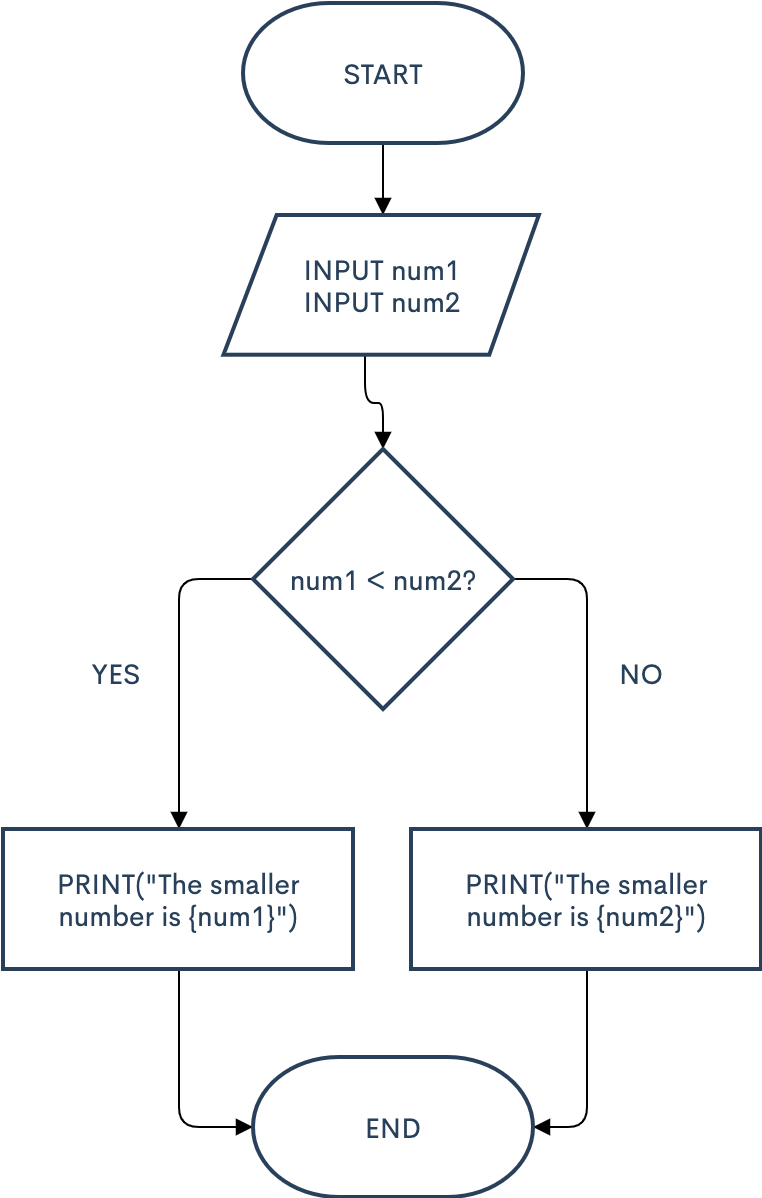 START
INPUT num1
INPUT num2
num1 < num2?
YES
NO
PRINT("The smaller
number is {num1}")
PRINT("The smaller
number is {num2}")
END